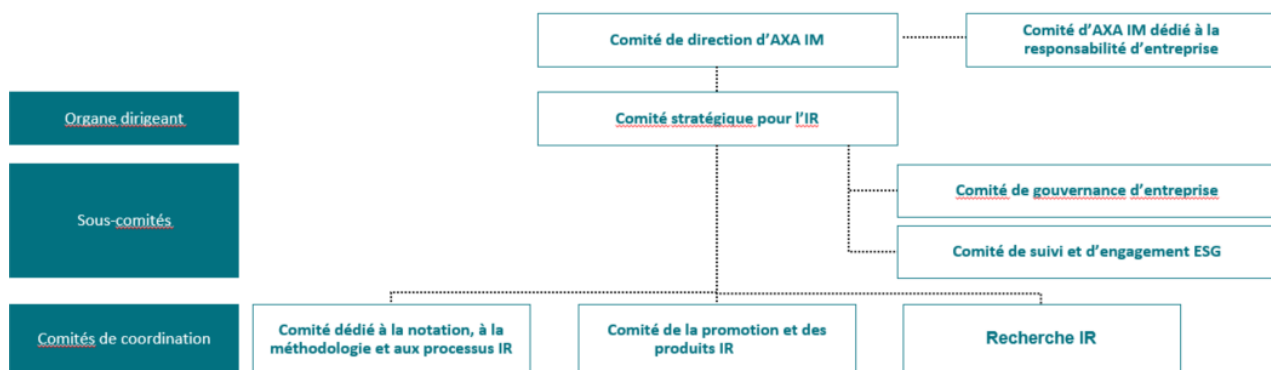 Comité de direction d'AXA IM
Comité d'AXA IM dédié à la
responsabilité d'entreprise
Organe dirigeant
Comité stratégique pour l'IR
Sous-comités
Comité de gouvernance d'entreprise
Comité de suivi et d'engagement ESG
Comités de coordination
Comité dédié à la notation, à la
méthodologie et aux processus IR
Comité de la promotion et des
produits IR
Recherche IR